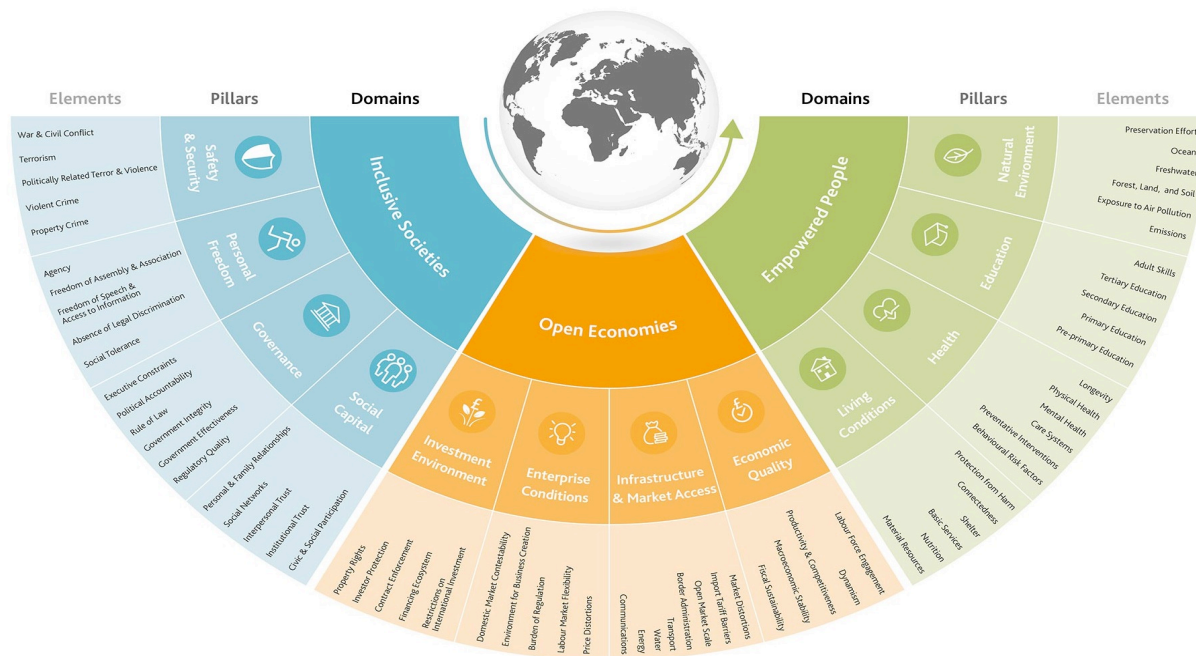 Elements
Pillars
Domains
Domains
Pillars
Elements
Inclusive Societies
Safety
& Security
War & Civil Conflict
Terrorism
Politically Related Terror & Violence
Violent Crime
Property Crime
Personal
Freedom
Agency
Freedom of Assembly & Association
Freedom of Speech &
Access to Information
Absence of Legal Discrimination
Social Tolerance
Governance
Executive Constraints
Political Accountability
Rule of Law
Government Integrity
Government Effectiveness
Regulatory Quality
Social
Capital
Personal & Family Relationships
Social Networks
Interpersonal Trust
Institutional Trust
Civic & Social Participation
Open Economies
Investment
Environment
Property Rights
Investor Protection
Contract Enforcement
Financing Ecosystem
Restrictions on
International Investment
Enterprise
Conditions
Domestic Market Contestability
Environment for Business Creation
Burden of Regulation
Labour Market Flexibility
Price Distortions
Infrastructure
& Market Access
Communications
Energy
Water
Transport
Border Administration
Open Market Scale
Import Tariff Barriers
Market Distortions
Economic
Quality
Fiscal Sustainability
Macroeconomic Stability
Productivity & Competitiveness
Dynamism
Labour Force Engagement
Empowered People
Living
Conditions
Material Resources
Nutrition
Basic Services
Shelter
Connectedness
Protection from Harm
Health
Behavioural Risk Factors
Preventative Interventions
Care Systems
Mental Health
Physical Health
Longevity
Education
Pre-primary Education
Primary Education
Secondary Education
Tertiary Education
Adult Skills
Natural
Environment
Emissions
Exposure to Air Pollution
Forest, Land, and Soil
Freshwater
Ocean
Preservation Effort